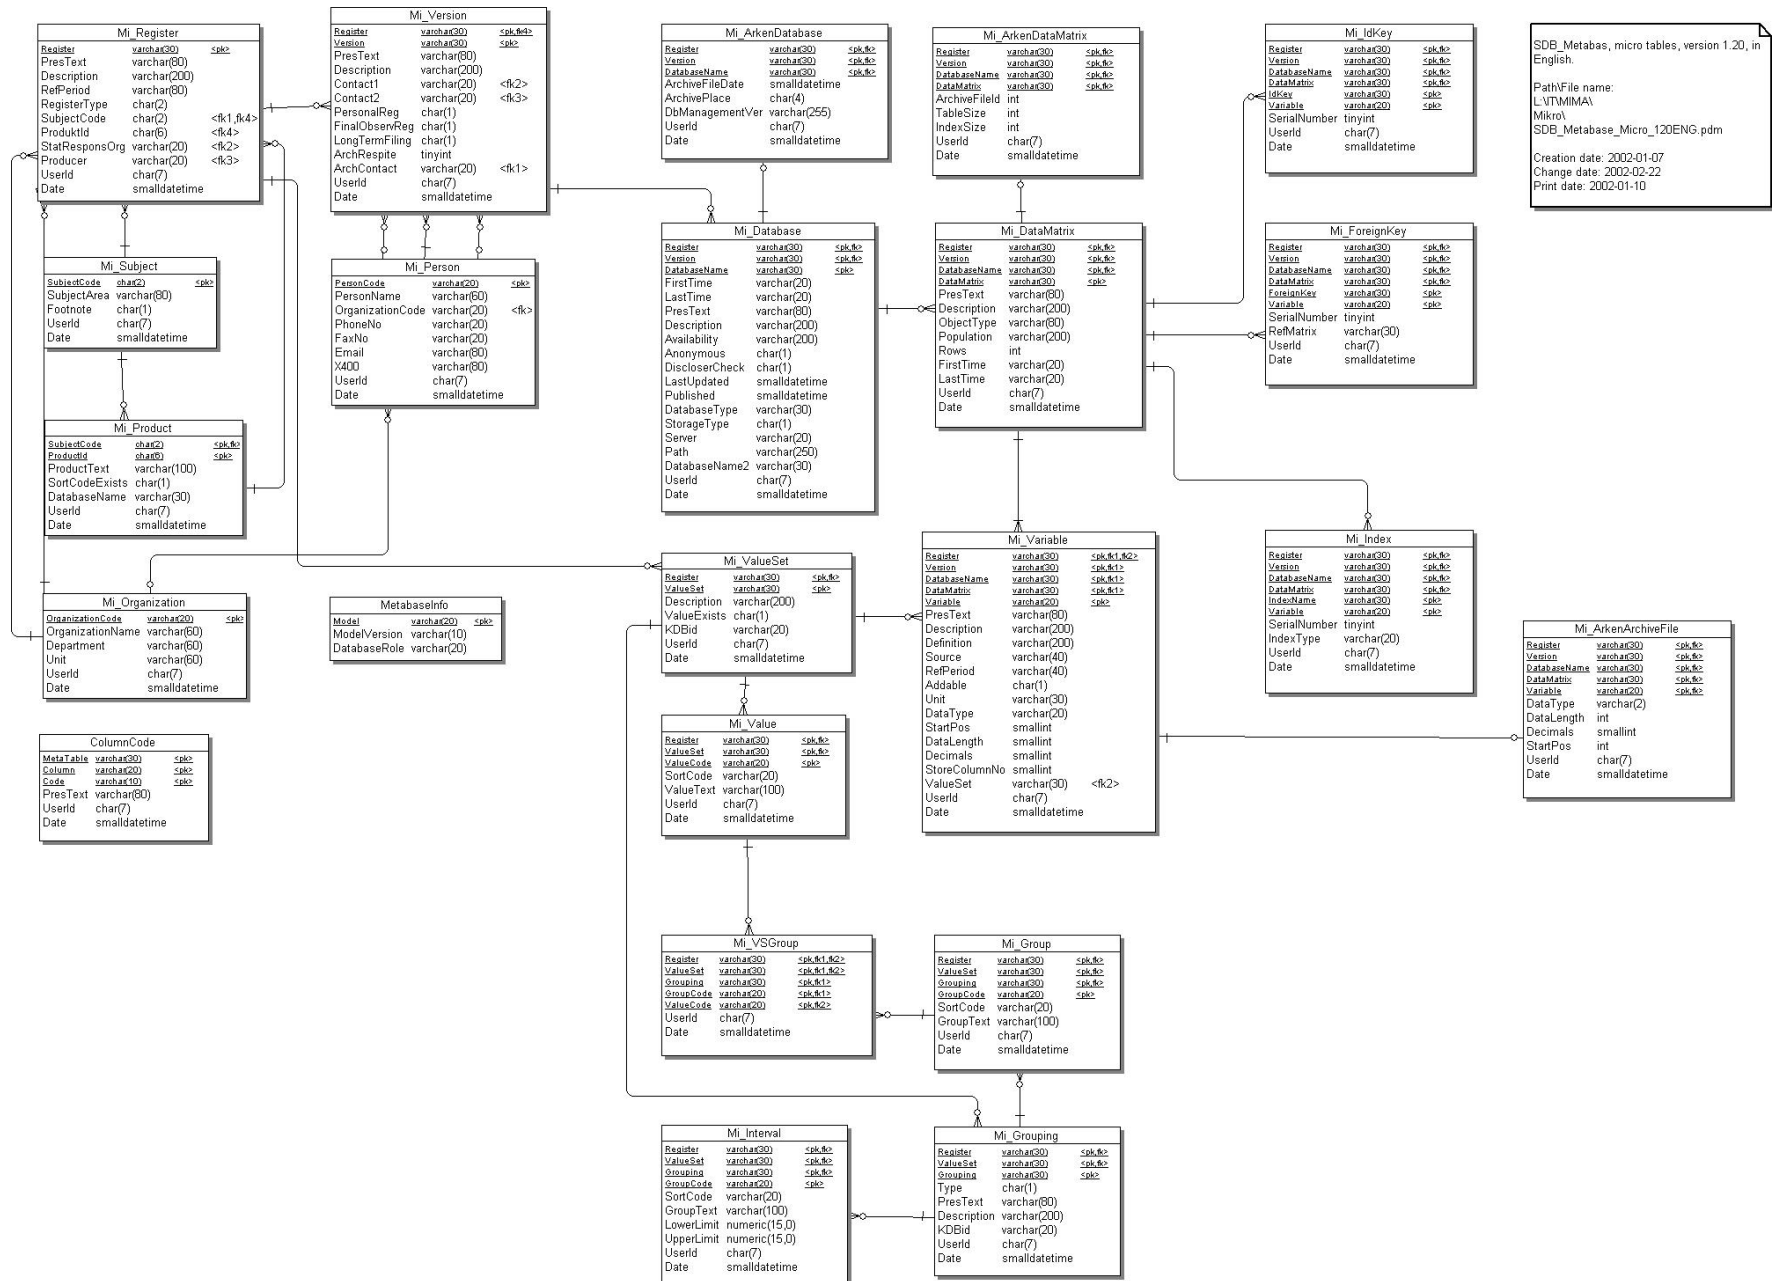 Mi_Register
Register varchar(30) <pk>
PresText varchar(80)
Description varchar(200)
RefPeriod varchar(80)
RegisterType char(2)
SubjectCode char(2) <fk1,fk4>
ProduktId char(6) <fk4>
StatResponsOrg varchar(20) <fk2>
Producer varchar(20) <fk3>
UserId char(7)
Date smalldatetime
Mi_Version
Register varchar(30) <pk,fk4>
Version varchar(30) <pk>
PresText varchar(80)
Description varchar(200)
Contact1 varchar(20) <fk2>
Contact2 varchar(20) <fk3>
PersonalReg char(1)
FinalObservReg char(1)
LongTermFiling char(1)
ArchRespite tinyint
ArchContact varchar(20) <fk1>
UserId char(7)
Date smalldatetime
Mi_ArkenDatabase
Register varchar(30) <pk,fk>
Version varchar(30) <pk,fk>
DatabaseName varchar(30) <pk,fk>
ArchiveFileDate smalldatetime
ArchivePlace char(4)
DbManagementVer varchar(255)
UserId char(7)
Date smalldatetime
Mi_ArkenDataMatrix
Register varchar(30) <pk,fk>
Version varchar(30) <pk,fk>
DatabaseName varchar(30) <pk,fk>
DataMatrix varchar(30) <pk,fk>
ArchiveFileId int
TableSize int
IndexSize int
UserId char(7)
Date smalldatetime
Mi_IdKey
Register varchar(30) <pk,fk>
Version varchar(30) <pk,fk>
DatabaseName varchar(30) <pk,fk>
DataMatrix varchar(30) <pk,fk>
IdKey varchar(30) <pk>
Variable varchar(20) <pk>
SerialNumber tinyint
UserId char(7)
Date smalldatetime
SDB_Metabas, micro tables, version 1.20, in
English.
Path\File name:
L:\IT\MIMA\
Mikro\
SDB_Metabase_Micro_120ENG.pdm
Creation date: 2002-01-07
Change date: 2002-02-22
Print date: 2002-01-10
Mi_Subject
SubjectCode char(2) <pk>
SubjectArea varchar(80)
Footnote char(1)
UserId char(7)
Date smalldatetime
Mi_Person
PersonCode varchar(20) <pk>
PersonName varchar(60)
OrganizationCode varchar(20) <fk>
PhoneNo varchar(20)
FaxNo varchar(20)
Email varchar(80)
X400 varchar(80)
UserId char(7)
Date smalldatetime
Mi_Database
Register varchar(30) <pk,fk>
Version varchar(30) <pk,fk>
DatabaseName varchar(30) <pk>
FirstTime varchar(20)
LastTime varchar(20)
PresText varchar(80)
Description varchar(200)
Availability varchar(200)
Anonymous char(1)
DiscloserCheck char(1)
LastUpdated smalldatetime
Published smalldatetime
DatabaseType varchar(30)
StorageType char(1)
Server varchar(20)
Path varchar(250)
DatabaseName2 varchar(30)
UserId char(7)
Date smalldatetime
Mi_DataMatrix
Register varchar(30) <pk,fk>
Version varchar(30) <pk,fk>
DatabaseName varchar(30) <pk,fk>
DataMatrix varchar(30) <pk>
PresText varchar(80)
Description varchar(200)
ObjectType varchar(80)
Population varchar(200)
Rows int
FirstTime varchar(20)
LastTime varchar(20)
UserId char(7)
Date smalldatetime
Mi_ForeignKey
Register varchar(30) <pk,fk>
Version varchar(30) <pk,fk>
DatabaseName varchar(30) <pk,fk>
DataMatrix varchar(30) <pk,fk>
ForeignKey varchar(30) <pk>
Variable varchar(20) <pk>
SerialNumber tinyint
RefMatrix varchar(30)
UserId char(7)
Date smalldatetime
Mi_Product
SubjectCode char(2) <pk,fk>
ProductId char(6) <pk>
ProductText varchar(100)
SortCodeExists char(1)
DatabaseName varchar(30)
UserId char(7)
Date smalldatetime
Mi_Organization
OrganizationCode varchar(20) <pk>
OrganizationName varchar(60)
Department varchar(60)
Unit varchar(60)
UserId char(7)
Date smalldatetime
MetabaseInfo
Model varchar(20) <pk>
ModelVersion varchar(10)
DatabaseRole varchar(20)
Mi_ValueSet
Register varchar(30) <pk,fk>
ValueSet varchar(30) <pk>
Description varchar(200)
ValueExists char(1)
KDBid varchar(20)
UserId char(7)
Date smalldatetime
Mi_Variable
Register varchar(30) <pk,fk1,fk2>
Version varchar(30) <pk,fk1>
DatabaseName varchar(30) <pk,fk1>
DataMatrix varchar(30) <pk,fk1>
Variable varchar(20) <pk>
PresText varchar(80)
Description varchar(200)
Definition varchar(200)
Source varchar(40)
RefPeriod varchar(40)
Addable char(1)
Unit varchar(30)
DataType varchar(20)
StartPos smallint
DataLength smallint
Decimals smallint
StoreColumnNo smallint
ValueSet varchar(30) <fk2>
UserId char(7)
Date smalldatetime
Mi_Index
Register varchar(30) <pk,fk>
Version varchar(30) <pk,fk>
DatabaseName varchar(30) <pk,fk>
DataMatrix varchar(30) <pk,fk>
IndexName varchar(30) <pk>
Variable varchar(20) <pk>
SerialNumber tinyint
IndexType varchar(20)
UserId char(7)
Date smalldatetime
Mi_ArkenArchiveFile
Register varchar(30) <pk,fk>
Version varchar(30) <pk,fk>
DatabaseName varchar(30) <pk,fk>
DataMatrix varchar(30) <pk,fk>
Variable varchar(20) <pk,fk>
DataType varchar(2)
DataLength int
Decimals smallint
StartPos int
UserId char(7)
Date smalldatetime
ColumnCode
MetaTable varchar(30) <pk>
Column varchar(20) <pk>
Code varchar(10) <pk>
PresText varchar(80)
UserId char(7)
Date smalldatetime
Mi_Value
Register varchar(30) <pk,fk>
ValueSet varchar(30) <pk,fk>
ValueCode varchar(20) <pk>
SortCode varchar(20)
ValueText varchar(100)
UserId char(7)
Date smalldatetime
Mi_VSGroup
Register varchar(30) <pk,fk1,fk2>
ValueSet varchar(30) <pk,fk1,fk2>
Grouping varchar(30) <pk,fk1>
GroupCode varchar(20) <pk,fk1>
ValueCode varchar(20) <pk,fk2>
UserId char(7)
Date smalldatetime
Mi_Group
Register varchar(30) <pk,fk>
ValueSet varchar(30) <pk,fk>
Grouping varchar(30) <pk,fk>
GroupCode varchar(20) <pk>
SortCode varchar(20)
GroupText varchar(100)
UserId char(7)
Date smalldatetime
Mi_Interval
Register varchar(30) <pk,fk>
ValueSet varchar(30) <pk,fk>
Grouping varchar(30) <pk,fk>
GroupCode varchar(20) <pk>
SortCode varchar(20)
GroupText varchar(100)
LowerLimit numeric(15,0)
UpperLimit numeric(15,0)
UserId char(7)
Date smalldatetime
Mi_Grouping
Register varchar(30) <pk,fk>
ValueSet varchar(30) <pk,fk>
Grouping varchar(30) <pk>
Type char(1)
PresText varchar(80)
Description varchar(200)
KDBid varchar(20)
UserId char(7)
Date smalldatetime